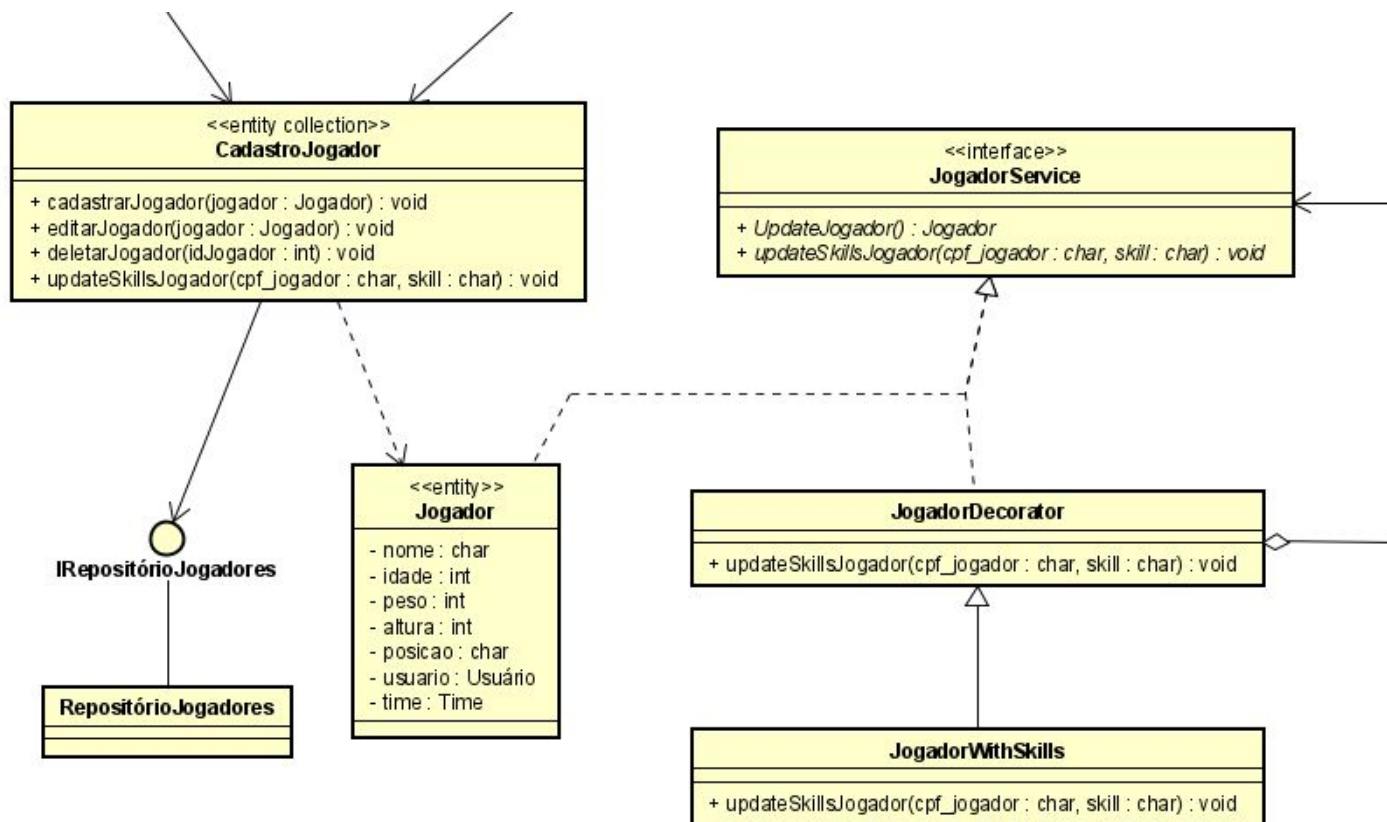 <<entity collection>>
CadastroJogador
+ cadastrarJogador(jogador : Jogador) : void
+ editarJogador(jogador : Jogador) : void
+ deletarJogador(idJogador : int) : void
+ updateSkillsJogador(cpf_jogador : char, skill : char) : void
<<interface>>
JogadorService
+ UpdateJogador() : Jogador
+ updateSkillsJogador(cpf_jogador : char, skill : char) : void
IRepositórioJogadores
RepositórioJogadores
<<entity>>
Jogador
- nome : char
- idade : int
- peso : int
- altura : int
- posicao : char
- usuario : Usuário
- time : Time
JogadorDecorator
+ updateSkillsJogador(cpf_jogador : char, skill : char) : void
JogadorWithSkills
+ updateSkillsJogador(cpf_jogador : char, skill : char) : void